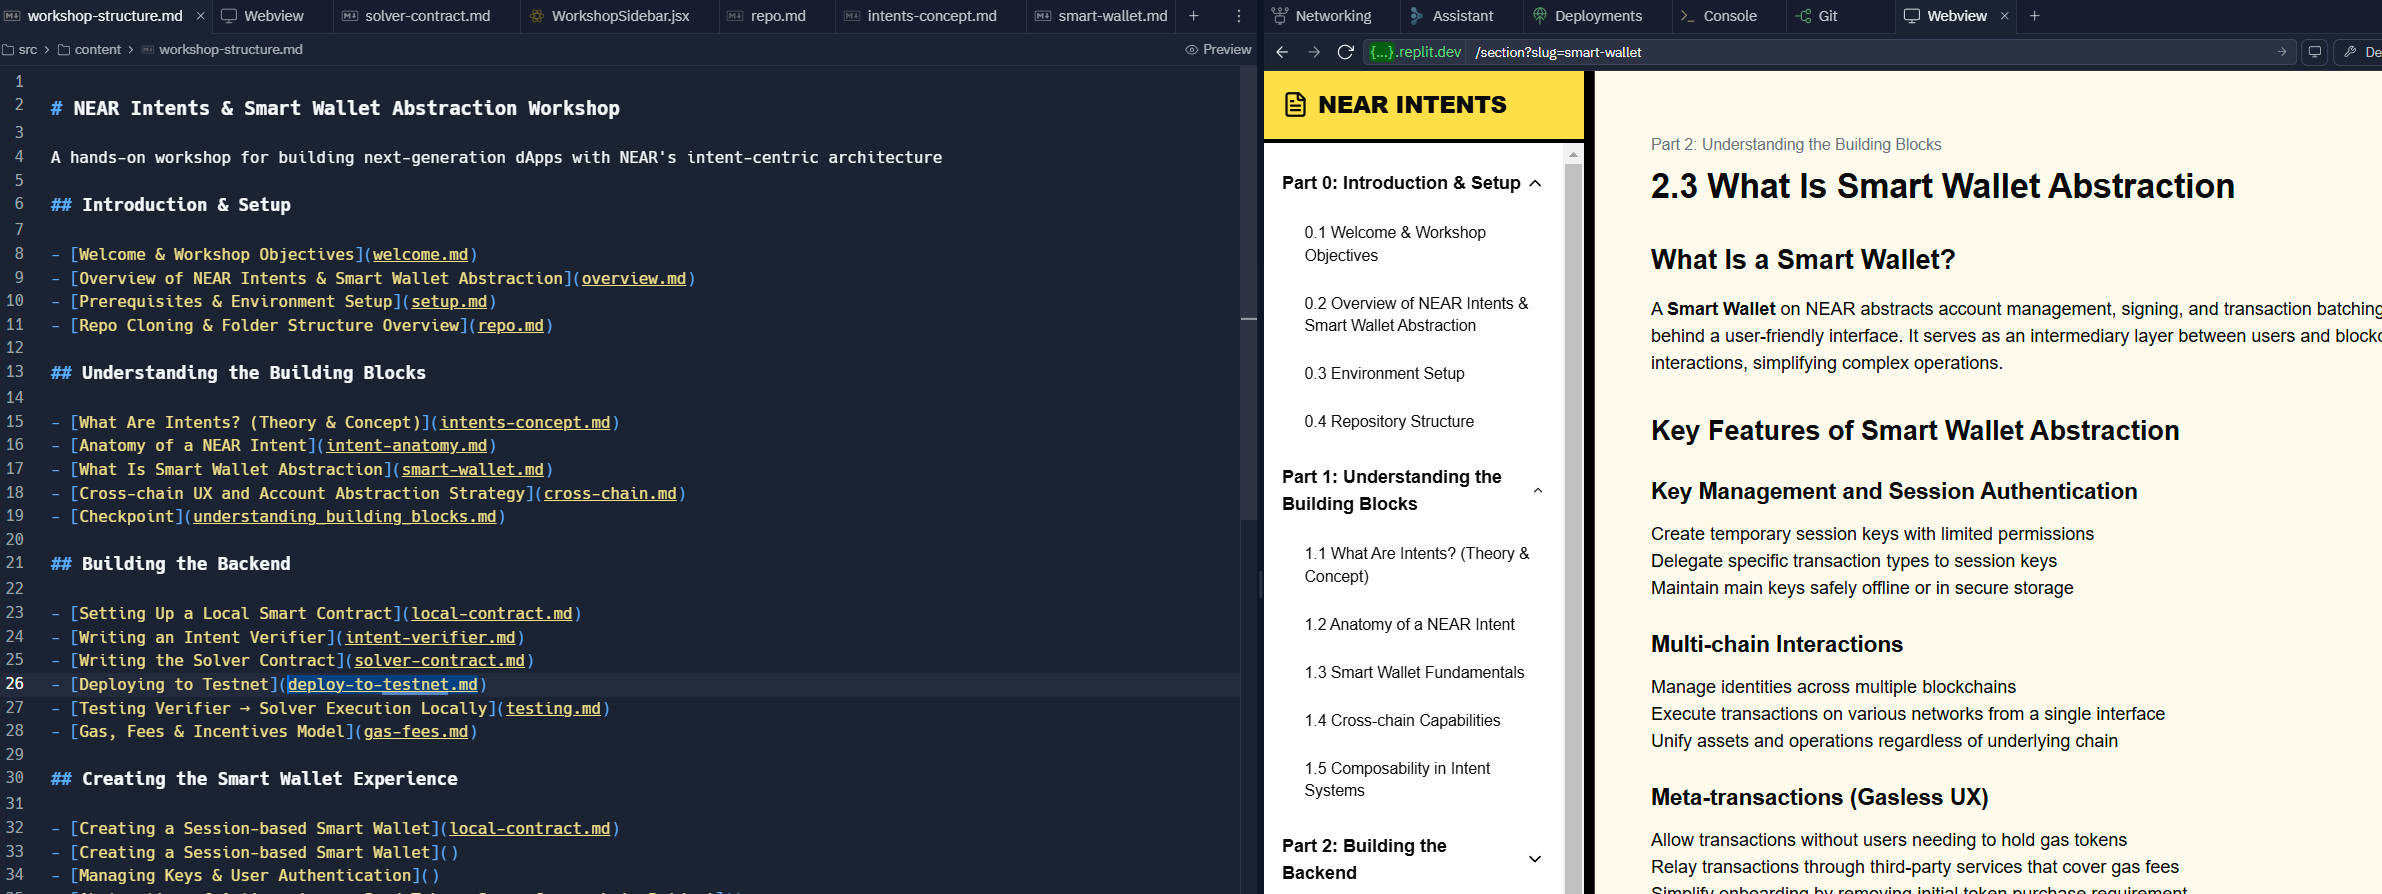 workshop-structure.md × Webview solver-contract.md WorkshopSidebar.jsx repo.md intents-concept.md smart-wallet.md + ⋮
src > content > workshop-structure.md Preview
1
2 # NEAR Intents & Smart Wallet Abstraction Workshop
3
4 A hands-on workshop for building next-generation dApps with NEAR's intent-centric architecture
5
6 ## Introduction & Setup
7
8 - [Welcome & Workshop Objectives](welcome.md)
9 - [Overview of NEAR Intents & Smart Wallet Abstraction](overview.md)
10 - [Prerequisites & Environment Setup](setup.md)
11 - [Repo Cloning & Folder Structure Overview](repo.md)
12
13 ## Understanding the Building Blocks
14
15 - [What Are Intents? (Theory & Concept)](intents-concept.md)
16 - [Anatomy of a NEAR Intent](intent-anatomy.md)
17 - [What Is Smart Wallet Abstraction](smart-wallet.md)
18 - [Cross-chain UX and Account Abstraction Strategy](cross-chain.md)
19 - [Checkpoint](understanding_building_blocks.md)
20
21 ## Building the Backend
22
23 - [Setting Up a Local Smart Contract](local-contract.md)
24 - [Writing an Intent Verifier](intent-verifier.md)
25 - [Writing the Solver Contract](solver-contract.md)
26 - [Deploying to Testnet](deploy-to-testnet.md)
27 - [Testing Verifier → Solver Execution Locally](testing.md)
28 - [Gas, Fees & Incentives Model](gas-fees.md)
29
30 ## Creating the Smart Wallet Experience
31
32 - [Creating a Session-based Smart Wallet](local-contract.md)
33 - [Creating a Session-based Smart Wallet]()
34 - [Managing Keys & User Authentication]()
Networking Assistant Deployments Console Git Webview × +
{...}.replit.dev /section?slug=smart-wallet → De
NEAR INTENTS
Part 0: Introduction & Setup
0.1 Welcome & Workshop
Objectives
0.2 Overview of NEAR Intents &
Smart Wallet Abstraction
0.3 Environment Setup
0.4 Repository Structure
Part 1: Understanding the
Building Blocks
1.1 What Are Intents? (Theory &
Concept)
1.2 Anatomy of a NEAR Intent
1.3 Smart Wallet Fundamentals
1.4 Cross-chain Capabilities
1.5 Composability in Intent
Systems
Part 2: Building the
Backend
Part 2: Understanding the Building Blocks
2.3 What Is Smart Wallet Abstraction
What Is a Smart Wallet?
A Smart Wallet on NEAR abstracts account management, signing, and transaction batching
behind a user-friendly interface. It serves as an intermediary layer between users and blockc
interactions, simplifying complex operations.
Key Features of Smart Wallet Abstraction
Key Management and Session Authentication
Create temporary session keys with limited permissions
Delegate specific transaction types to session keys
Maintain main keys safely offline or in secure storage
Multi-chain Interactions
Manage identities across multiple blockchains
Execute transactions on various networks from a single interface
Unify assets and operations regardless of underlying chain
Meta-transactions (Gasless UX)
Allow transactions without users needing to hold gas tokens
Relay transactions through third-party services that cover gas fees
Simplify onboarding by removing initial token purchase requirement